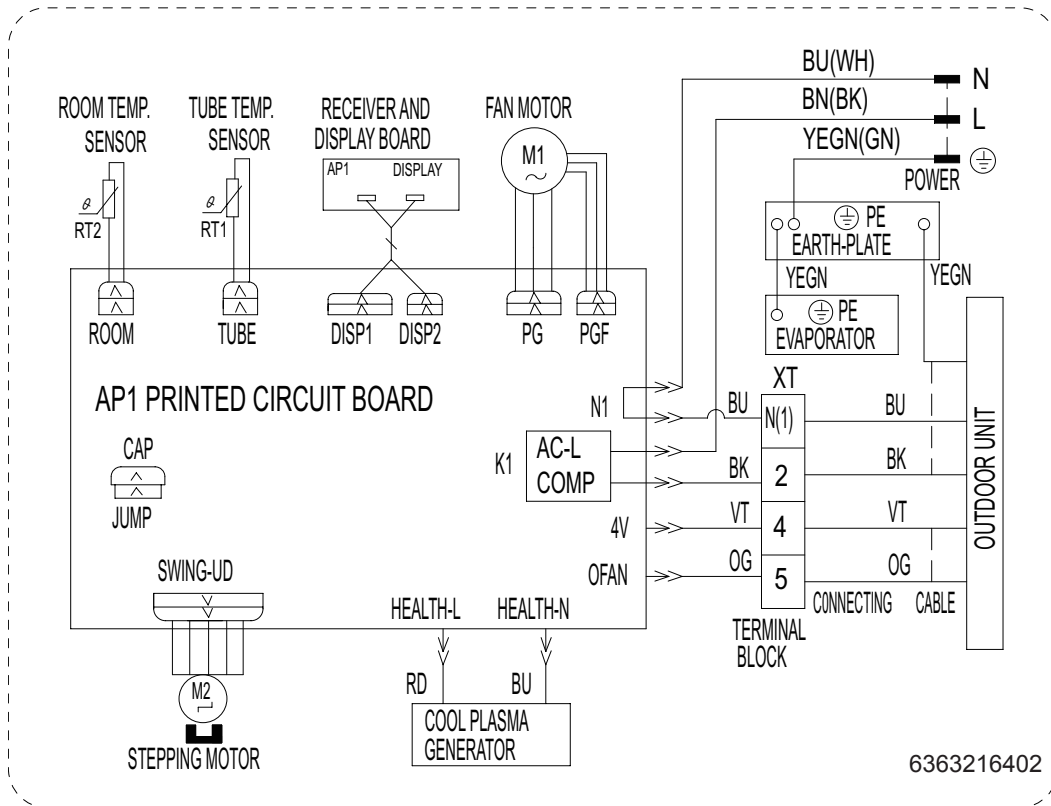 BU(WH)
N
BN(BK)
L
YEGN(GN)
POWER
ROOM TEMP.
SENSOR
RT2
TUBE TEMP.
SENSOR
RT1
RECEIVER AND
DISPLAY BOARD
AP1 DISPLAY
FAN MOTOR
M1
PE
EARTH-PLATE
YEGN
YEGN
PE
EVAPORATOR
ROOM
TUBE
DISP1
DISP2
PG
PGF
AP1 PRINTED CIRCUIT BOARD
CAP
JUMP
N1
K1
AC-L
COMP
4V
OFAN
XT
BU
N(1)
BU
BK
2
BK
VT
4
VT
OG
5
OG
CONNECTING CABLE
TERMINAL
BLOCK
OUTDOOR UNIT
SWING-UD
M2
STEPPING MOTOR
HEALTH-L
HEALTH-N
RD
BU
COOL PLASMA
GENERATOR
6363216402